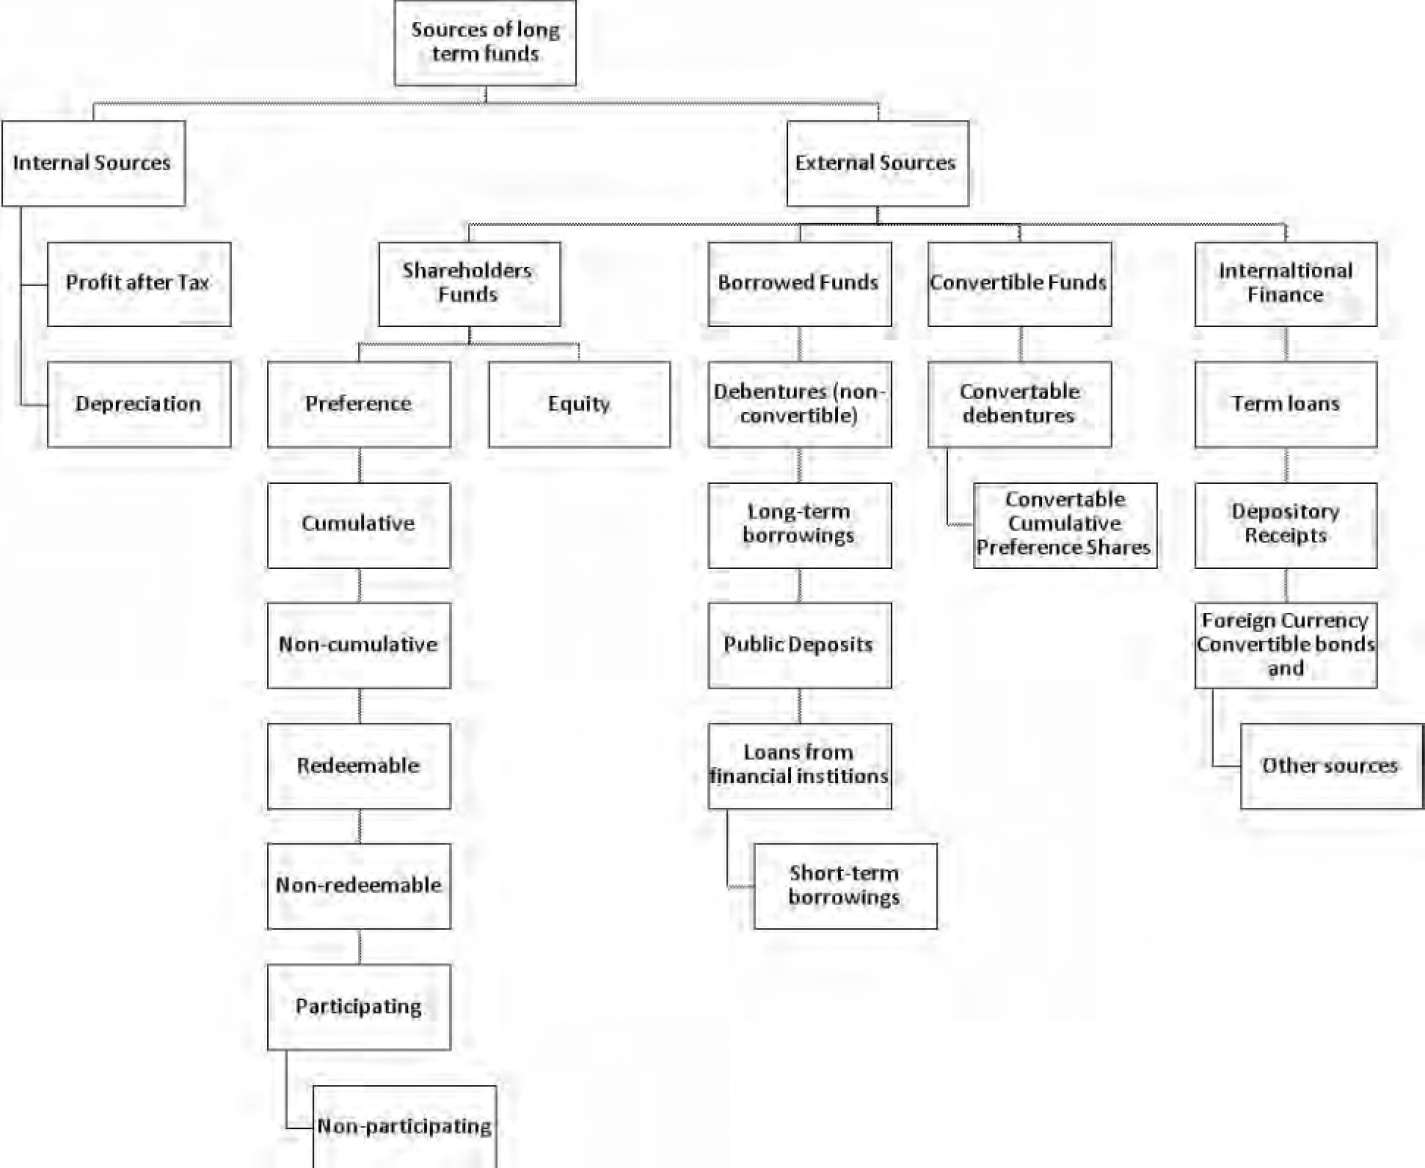 Sources of long
term funds
Internal Sources
External Sources
Profit after Tax
Shareholders
Funds
Borrowed Funds
Convertible Funds
Internaltional
Finance
Depreciation
Preference
Equity
Debentures (non-
convertible)
Convertable
debentures
Term loans
Cumulative
Long-term
borrowings
Convertable
Cumulative
Preference Shares
Depository
Receipts
Non-cumulative
Public Deposits
Foreign Currency
Convertible bonds
and
Redeemable
Loans from
financial institions
Other sources
Non-redeemable
Short-term
borrowings
Participating
Non-participating